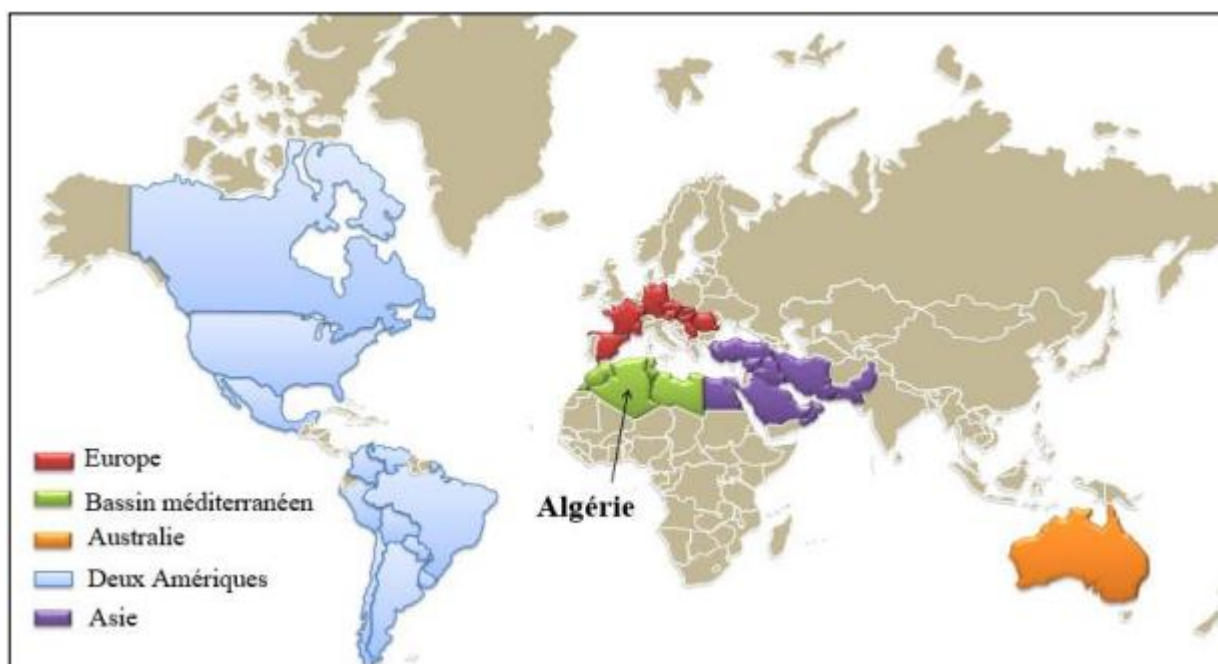 Europe
Bassin méditerranéen
Australie
Deux Amériques
Asie
Algérie